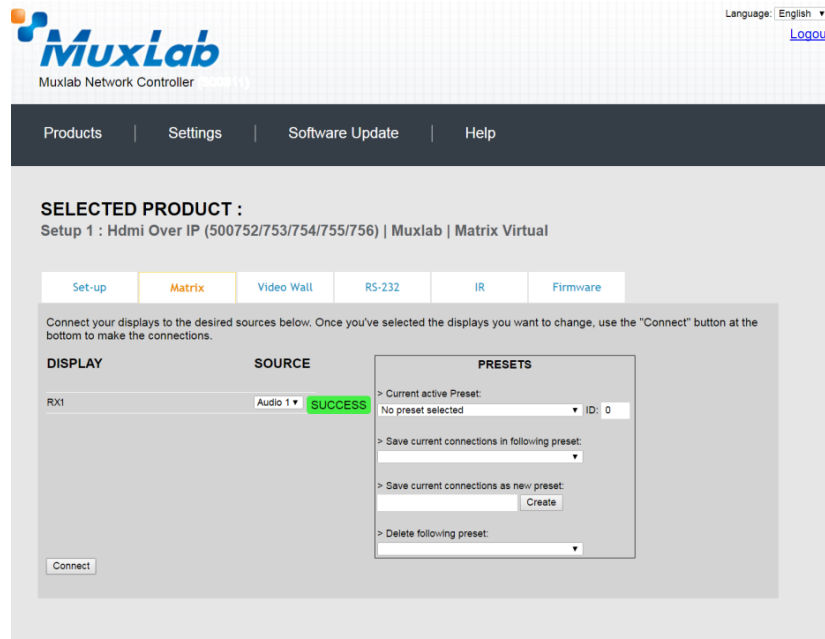 Language: English
Logou
MuxLab
Muxlab Network Controller (500811)
Products | Settings | Software Update | Help
SELECTED PRODUCT :
Setup 1 : Hdmi Over IP (500752/753/754/755/756) | Muxlab | Matrix Virtual
Set-up Matrix Video Wall RS-232 IR Firmware
Connect your displays to the desired sources below. Once you've selected the displays you want to change, use the "Connect" button at the
bottom to make the connections.
DISPLAY SOURCE PRESETS
> Current active Preset:
RX1 Audio 1 SUCCESS
No preset selected ID: 0
> Save current connections in following preset:
> Save current connections as new preset:
Create
> Delete following preset:
Connect